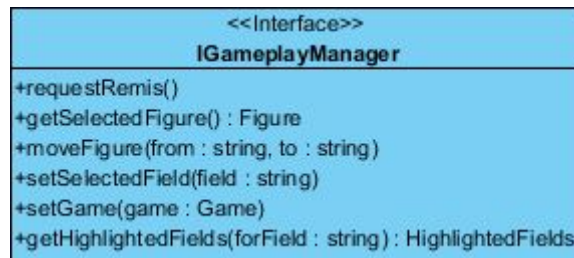 <<Interface>>
IGameplayManager
+requestRemis()
+getSelectedFigure() : Figure
+moveFigure(from : string, to : string)
+setSelectedField(field : string)
+setGame(game : Game)
+getHighlightedFields(forField : string) : HighlightedFields